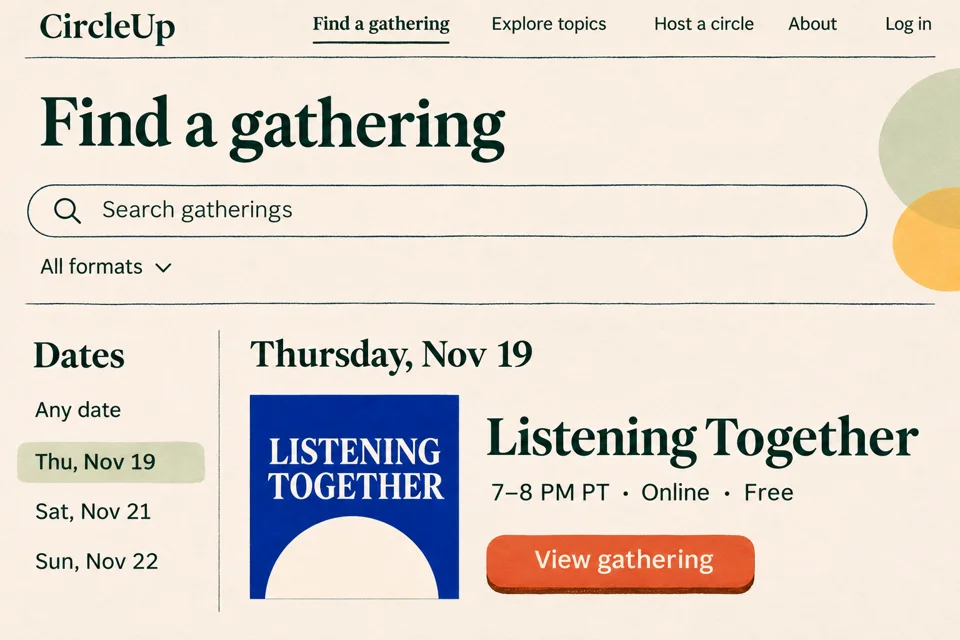 CircleUp
Find a gathering
Explore topics
Host a circle
About
Log in
Find a gathering
Search gatherings
All formats
Dates
Any date
Thu, Nov 19
Sat, Nov 21
Sun, Nov 22
Thursday, Nov 19
LISTENING
TOGETHER
Listening Together
7–8 PM PT • Online • Free
View gathering